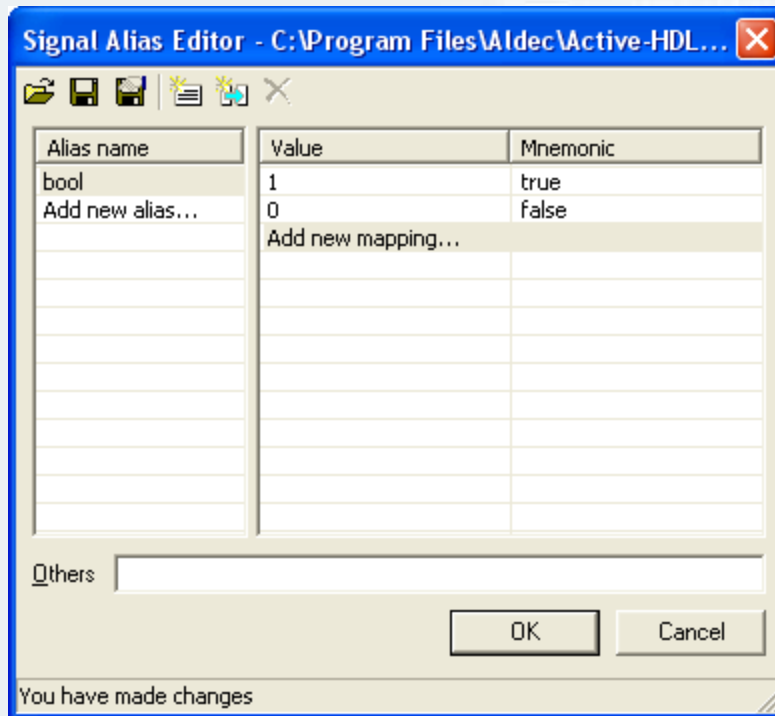 Signal Alias Editor - C:\Program Files\Aldec\Active-HDL...
Alias name
Value
Mnemonic
bool
1
true
Add new alias...
0
false
Add new mapping...
Others
OK
Cancel
You have made changes